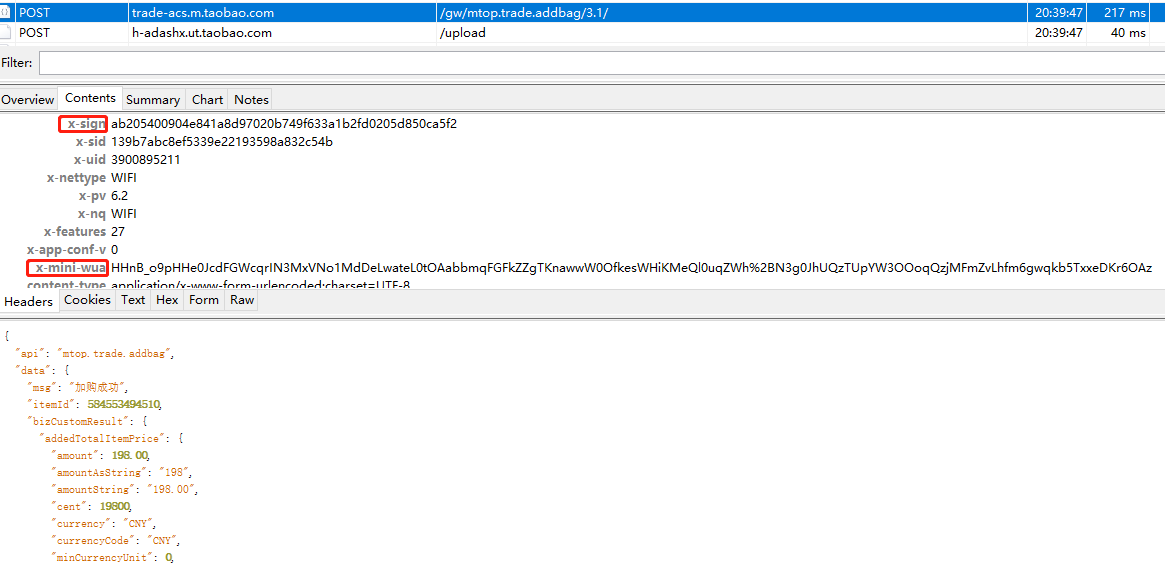 POST trade-acs.m.taobao.com /gw/mtop.trade.addbag/3.1/ 20:39:47 217 ms
POST h-adashx.ut.taobao.com /upload 20:39:47 40 ms
Filter:
Overview Contents Summary Chart Notes
x-sign ab205400904e841a8d97020b749f633a1b2fd0205d850ca5f2
x-sid 139b7abc8ef5339e22193598a832c54b
x-uid 3900895211
x-nettype WIFI
x-pv 6.2
x-nq WIFI
x-features 27
x-app-conf-v 0
x-mini-wua HHnB_o9pHHe0JcdFGWcqrIN3MxVNo1MdDeLwateL0tOAabbmqFGFkZZgTKnawwW0OfkesWHiKMeQl0uqZWh%2BN3g0JhUQzTUpYW3OOoqQzjMFmZvLhfm6gwqkb5TxxeDKr6OAz
content-type application/x-www-form-urlencoded;charset=UTF-8
Headers Cookies Text Hex Form Raw
{
"api": "mtop.trade.addbag",
"data": {
"msg": "加购成功",
"itemId": 584553494510,
"bizCustomResult": {
"addedTotalItemPrice": {
"amount": 198.00,
"amountAsString": "198",
"amountString": "198.00",
"cent": 19800,
"currency": "CNY",
"currencyCode": "CNY",
"minCurrencyUnit": 0,